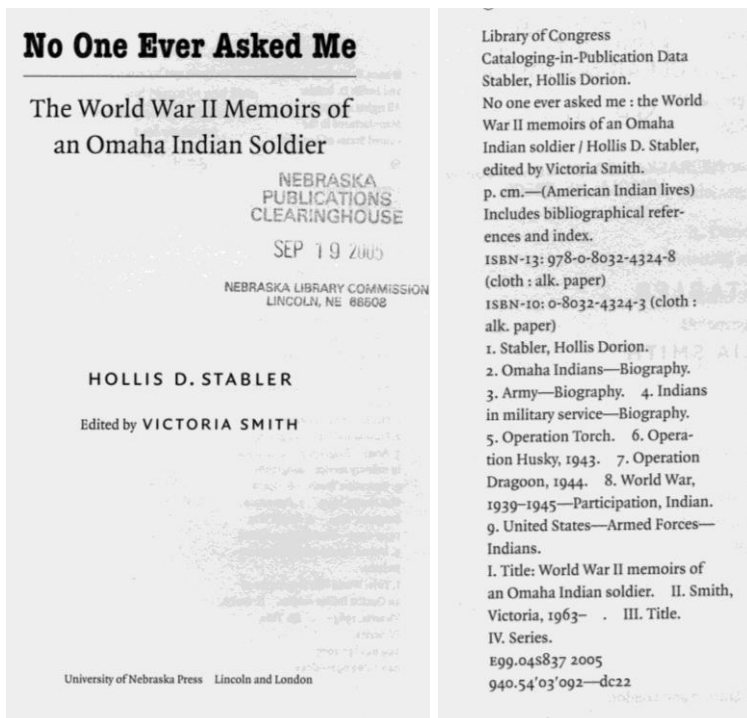 No One Ever Asked Me
The World War II Memoirs of
an Omaha Indian Soldier
NEBRASKA
PUBLICATIONS
CLEARINGHOUSE
SEP 19 2005
NEBRASKA LIBRARY COMMISSION
LINCOLN, NE 68508
HOLLIS D. STABLER
Edited by VICTORIA SMITH
University of Nebraska Press Lincoln and London
Library of Congress
Cataloging-in-Publication Data
Stabler, Hollis Dorion.
No one ever asked me : the World
War II memoirs of an Omaha
Indian soldier / Hollis D. Stabler,
edited by Victoria Smith.
p. cm.—(American Indian lives)
Includes bibliographical refer-
ences and index.
ISBN-13: 978-0-8032-4324-8
(cloth : alk. paper)
ISBN-10: 0-8032-4324-3 (cloth :
alk. paper)
1. Stabler, Hollis Dorion.
2. Omaha Indians—Biography.
3. Army—Biography. 4. Indians
in military service—Biography.
5. Operation Torch. 6. Opera-
tion Husky, 1943. 7. Operation
Dragoon, 1944. 8. World War,
1939–1945—Participation, Indian.
9. United States—Armed Forces—
Indians.
I. Title: World War II memoirs of
an Omaha Indian soldier. II. Smith,
Victoria, 1963– . III. Title.
IV. Series.
E99.04S837 2005
940.54'03'092—dc22